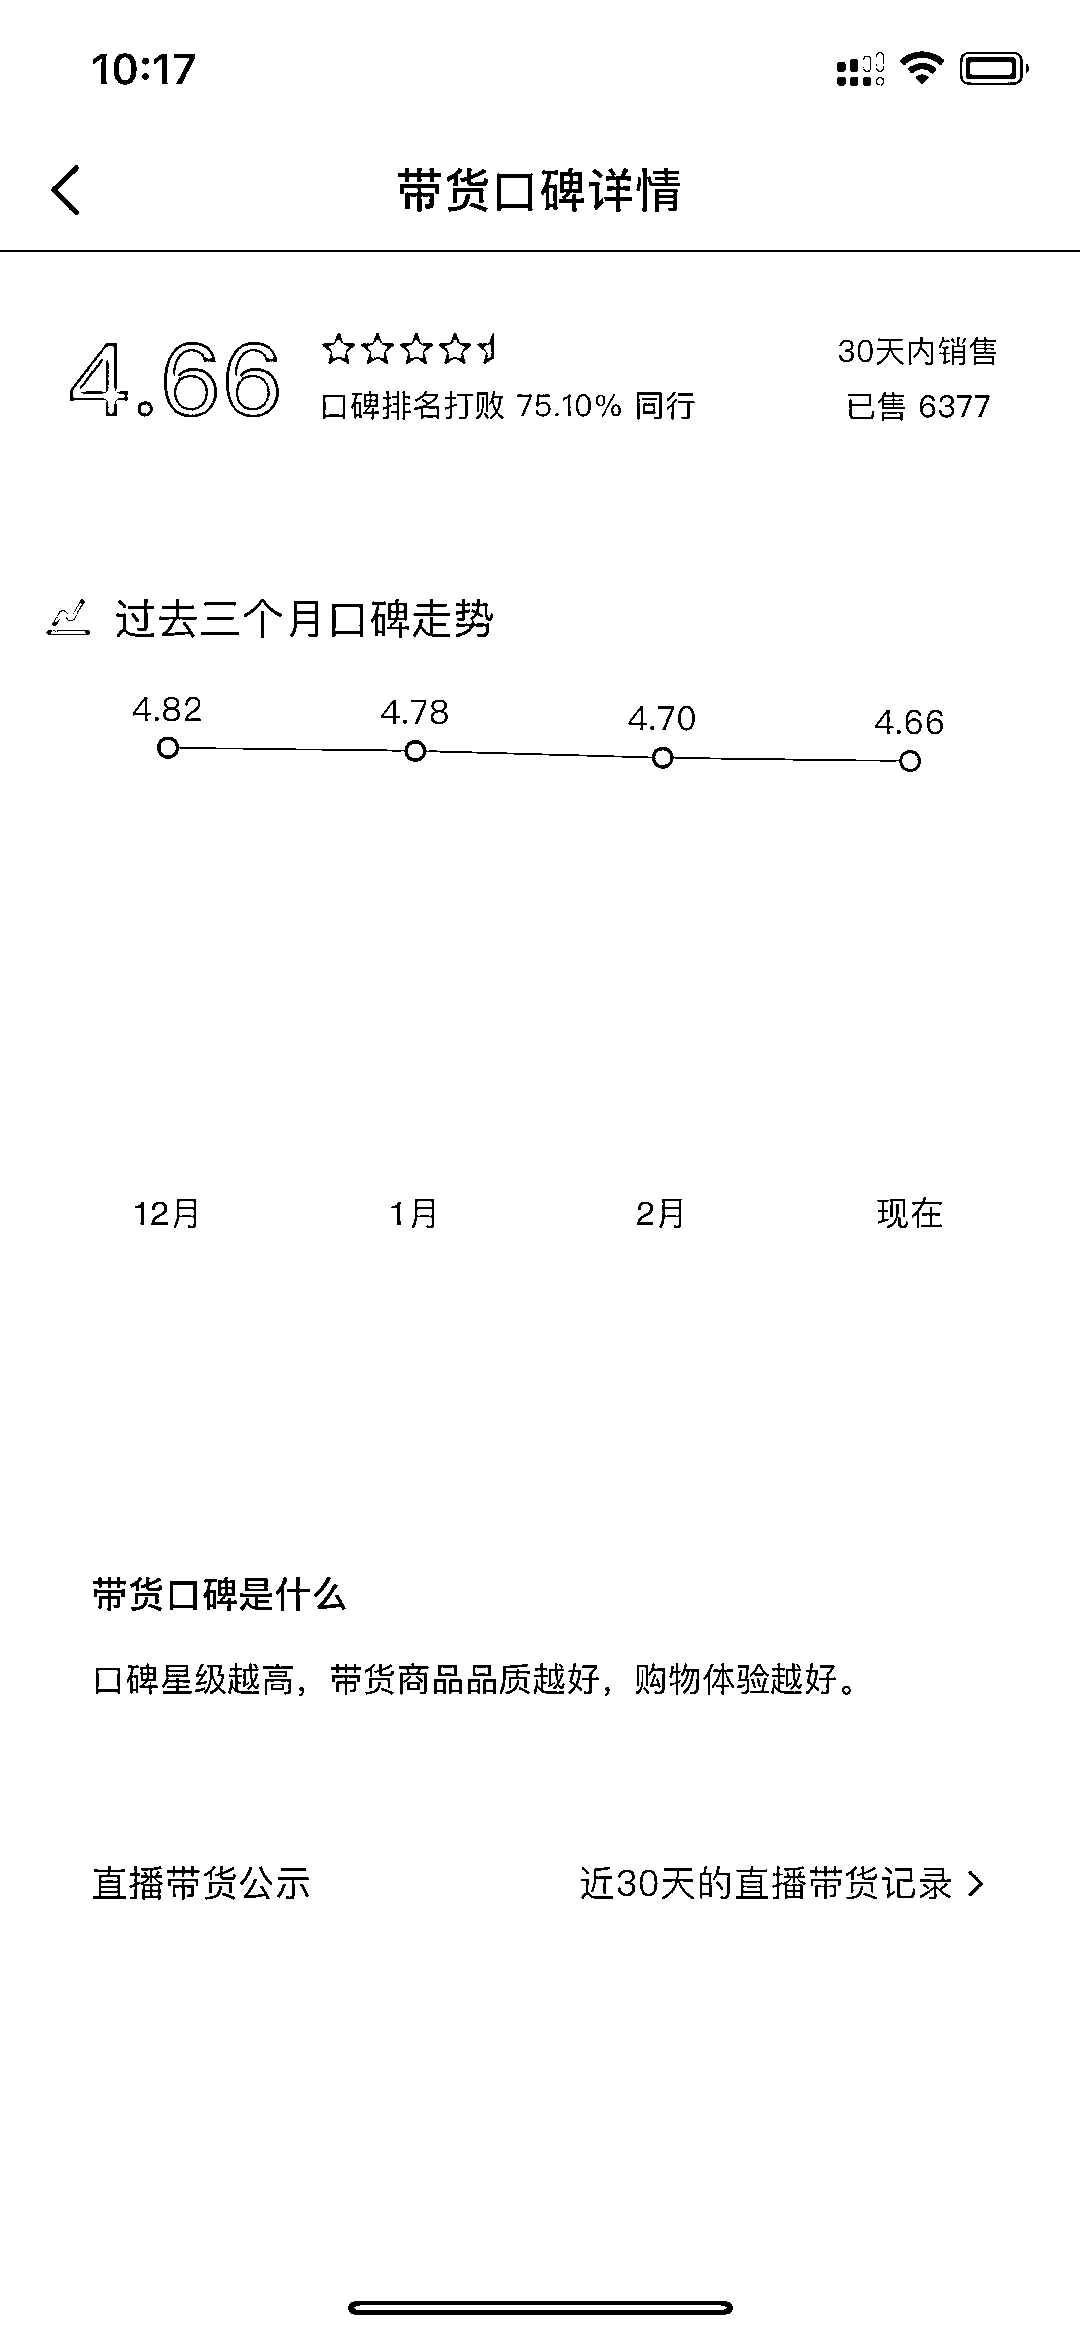 10:17
带货口碑详情
4.66
口碑排名打败 75.10% 同行
30天内销售
已售 6377
过去三个月口碑走势
4.82 4.78 4.70 4.66
12月 1月 2月 现在
带货口碑是什么
口碑星级越高，带货商品品质越好，购物体验越好。
直播带货公示 近30天的直播带货记录